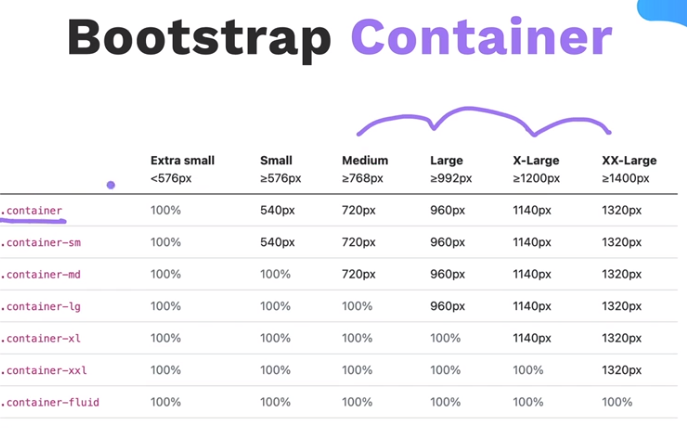 Bootstrap Container
Extra small Small Medium Large X-Large XX-Large
<576px ≥576px ≥768px ≥992px ≥1200px ≥1400px
.container 100% 540px 720px 960px 1140px 1320px
.container-sm 100% 540px 720px 960px 1140px 1320px
.container-md 100% 100% 720px 960px 1140px 1320px
.container-lg 100% 100% 100% 960px 1140px 1320px
.container-xl 100% 100% 100% 100% 1140px 1320px
.container-xxl 100% 100% 100% 100% 100% 1320px
.container-fluid 100% 100% 100% 100% 100% 100%